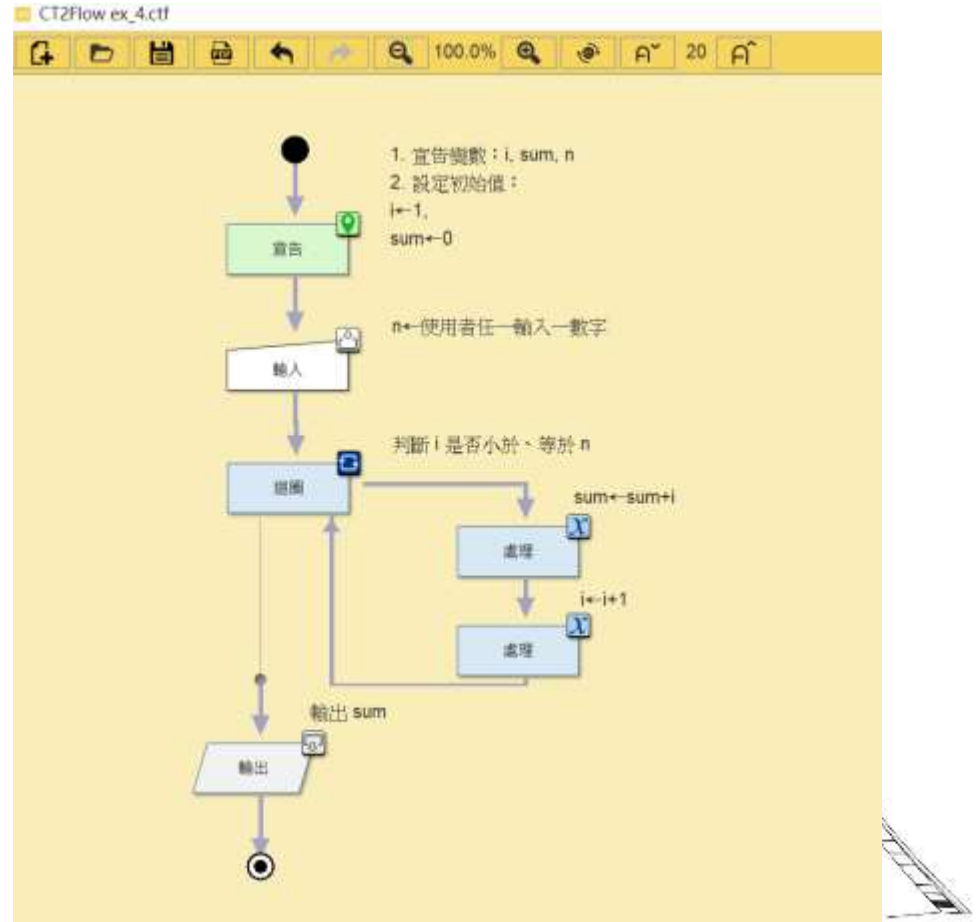 CT2Flow ex_4.ctf
100.0%
20
1. 宣告變數：i, sum, n
2. 設定初始值：
i←1,
sum←0
宣告
n←使用者任一輸入一數字
輸入
判斷 i 是否小於、等於 n
迴圈
sum←sum+i
處理
i←i+1
處理
輸出 sum
輸出